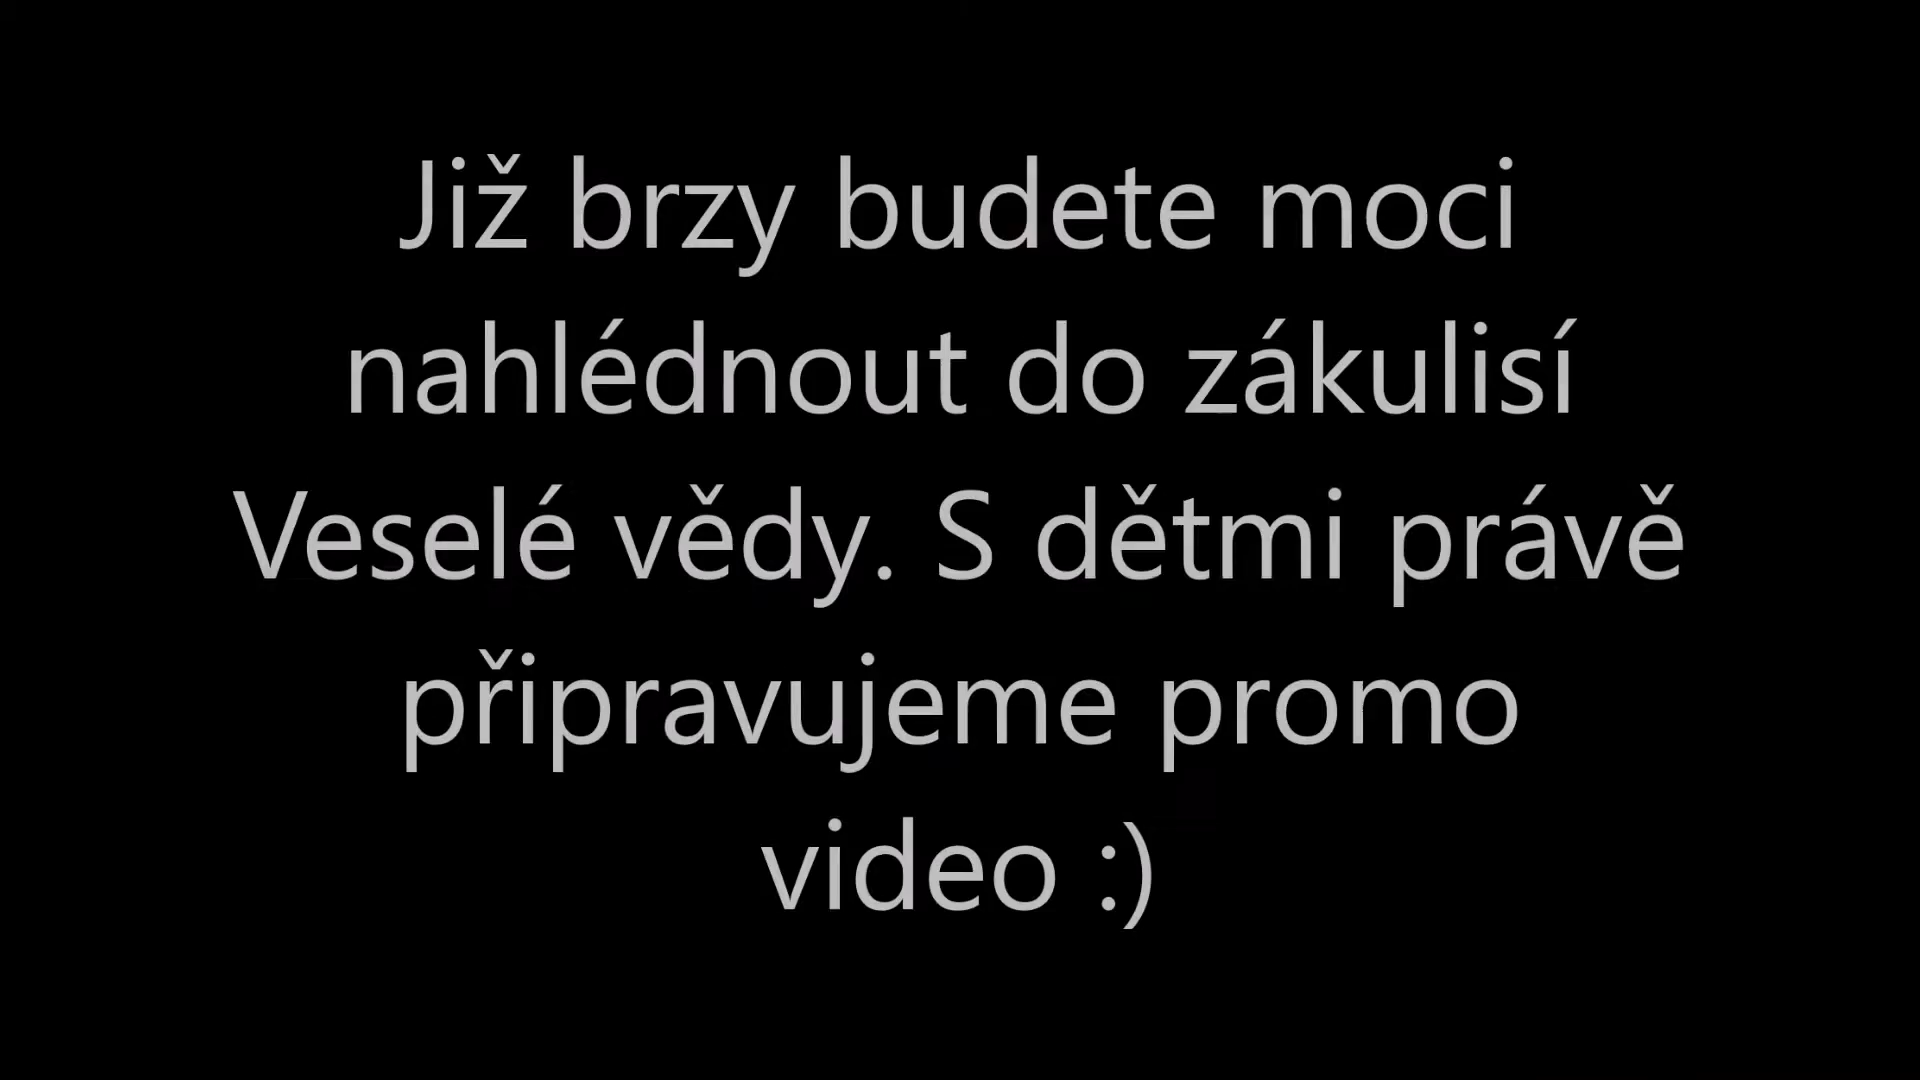 Již brzy budete moci
nahlédnout do zákulisí
Veselé vědy. S dětmi právě
připravujeme promo
video :)